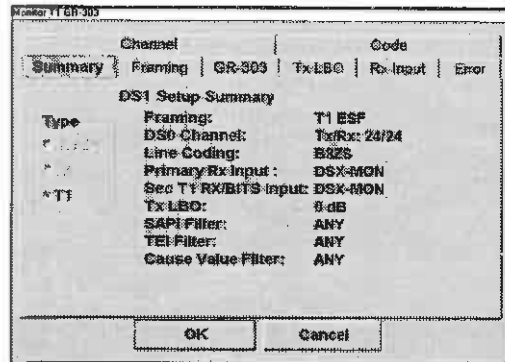 Monitor T1 GR-303
Channel Code
Summary Framing GR-303 Tx LBO Rx Input Error
DS1 Setup Summary
Type
Framing: T1 ESF
DS0 Channel: Tx/Rx: 24/24
Line Coding: B8ZS
Primary Rx Input : DSX-MON
Sec T1 RX/BITS Input: DSX-MON
* T1
Tx LBO: 0 dB
SAPI Filter: ANY
TEI Filter: ANY
Cause Value Filter: ANY
OK Cancel